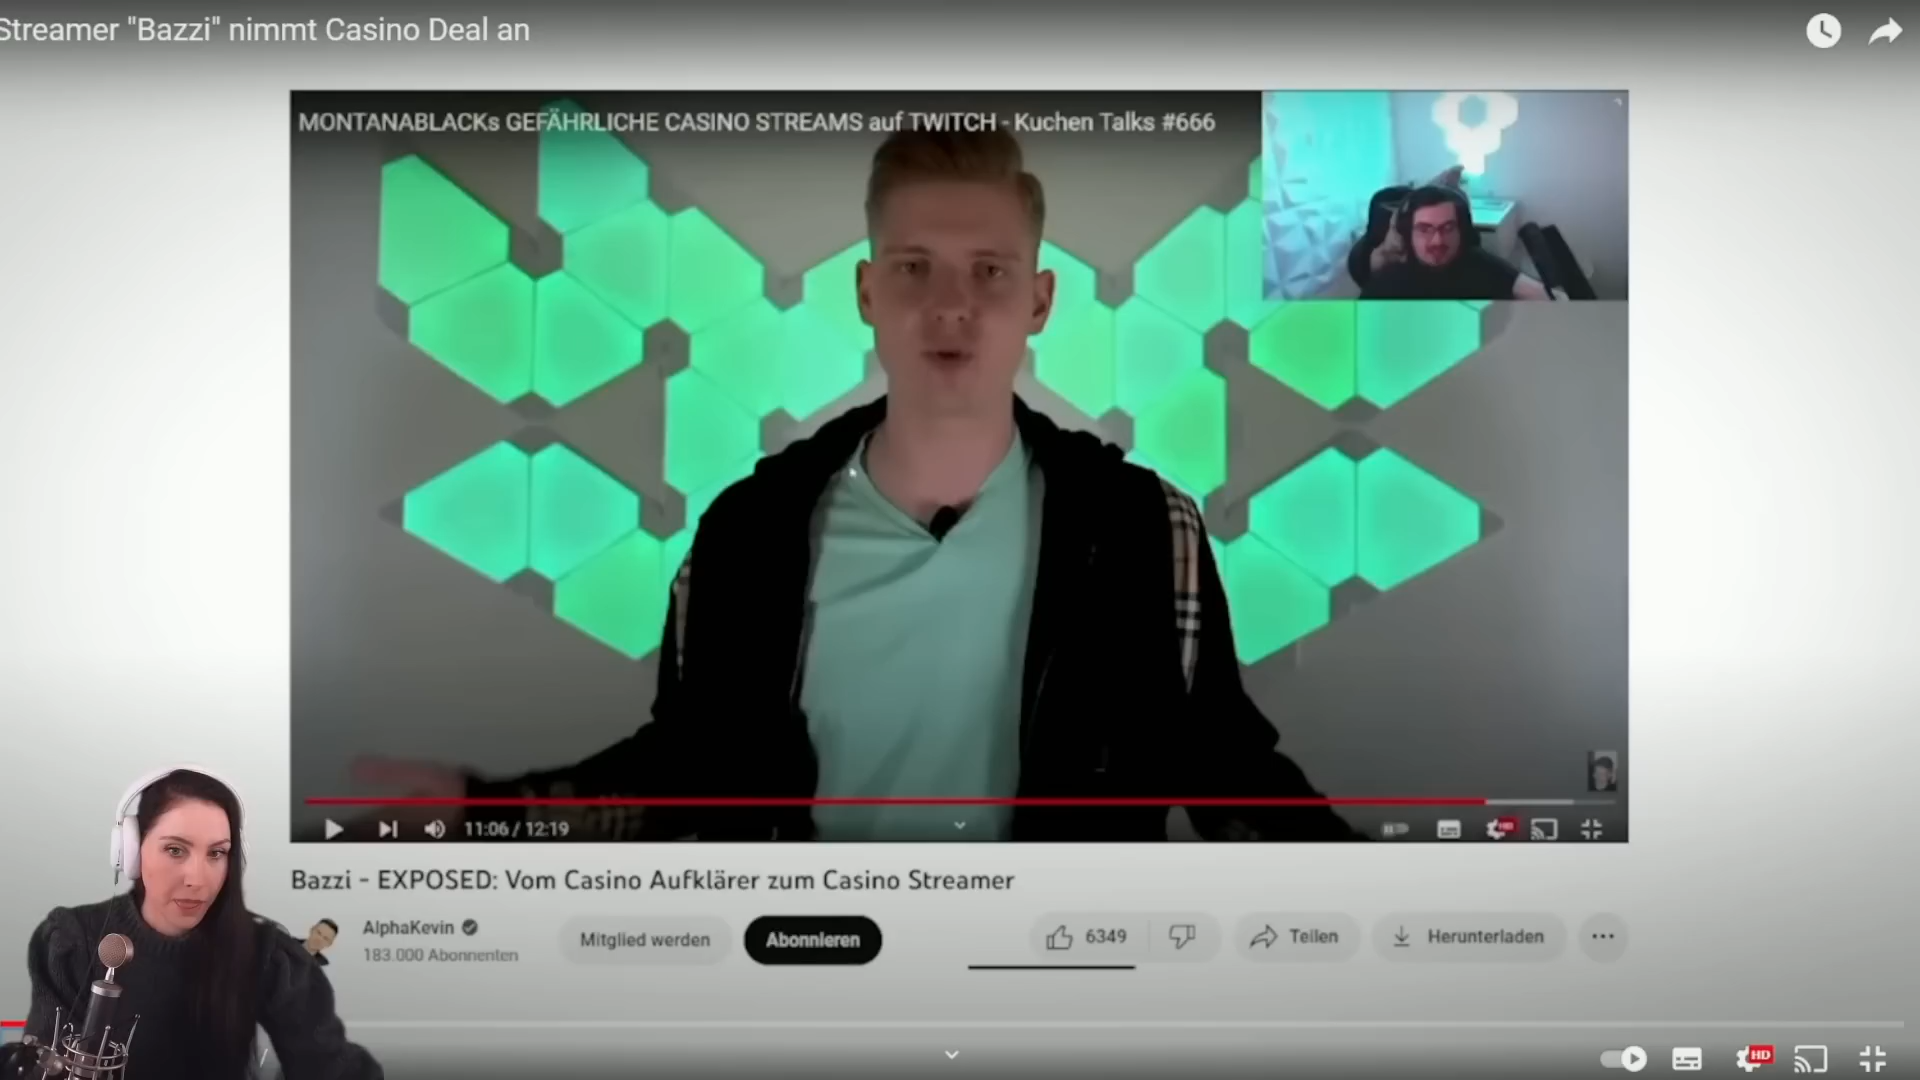 Streamer "Bazzi" nimmt Casino Deal an
MONTANABLACKs GEFÄHRLICHE CASINO STREAMS auf TWITCH - Kuchen Talks #666
11:06 / 12:19
HD
Bazzi - EXPOSED: Vom Casino Aufklärer zum Casino Streamer
AlphaKevin
183.000 Abonnenten
Mitglied werden
Abonnieren
6349
Teilen
Herunterladen
HD